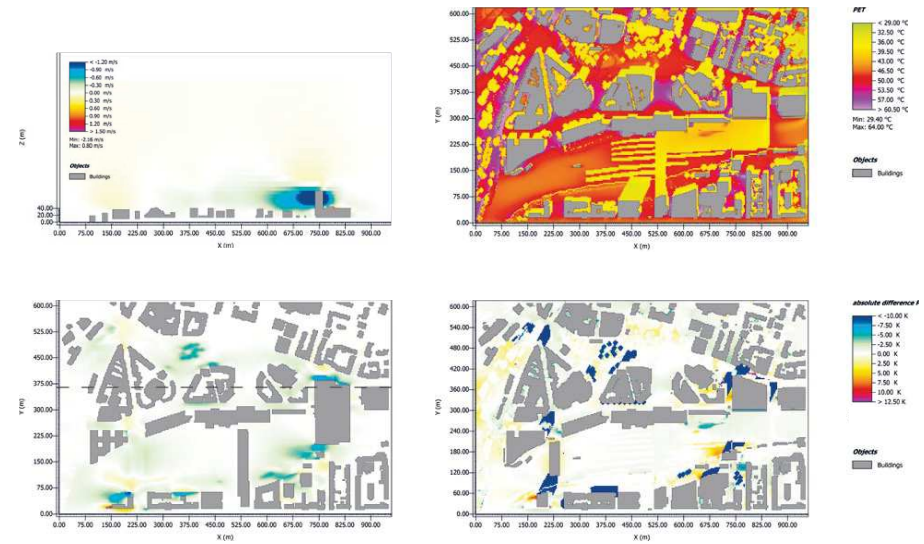 < -1.20 m/s
-0.90 m/s
-0.60 m/s
-0.30 m/s
0.00 m/s
0.30 m/s
0.60 m/s
0.90 m/s
1.20 m/s
> 1.50 m/s
Min: -2.16 m/s
Max: 0.80 m/s
Objects
Buildings
Z (m)
40.00
20.00
0.00
0.00 75.00 150.00 225.00 300.00 375.00 450.00 525.00 600.00 675.00 750.00 825.00 900.00
X (m)
600.00
525.00
450.00
375.00
300.00
225.00
150.00
75.00
0.00
Y (m)
0.00 75.00 150.00 225.00 300.00 375.00 450.00 525.00 600.00 675.00 750.00 825.00 900.00
X (m)
PET
< 29.00 °C
32.50 °C
36.00 °C
39.50 °C
43.00 °C
46.50 °C
50.00 °C
53.50 °C
57.00 °C
> 60.50 °C
Min: 29.40 °C
Max: 64.00 °C
Objects
Buildings
600.00
525.00
450.00
375.00
300.00
225.00
150.00
75.00
0.00
Y (m)
0.00 75.00 150.00 225.00 300.00 375.00 450.00 525.00 600.00 675.00 750.00 825.00 900.00
X (m)
600.00
540.00
480.00
420.00
360.00
300.00
240.00
180.00
120.00
60.00
0.00
Y (m)
0.00 75.00 150.00 225.00 300.00 375.00 450.00 525.00 600.00 675.00 750.00 825.00 900.00
X (m)
absolute difference
< -10.00 K
-7.50 K
-5.00 K
-2.50 K
0.00 K
2.50 K
5.00 K
7.50 K
10.00 K
> 12.50 K
Objects
Buildings